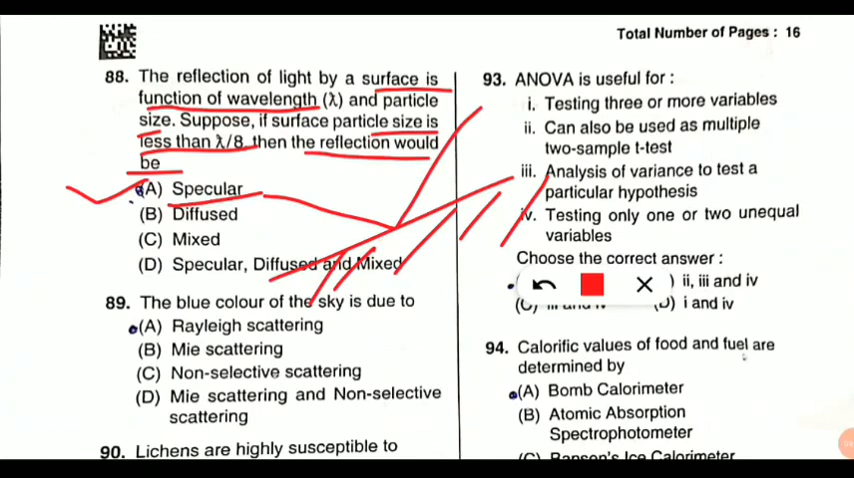 Total Number of Pages : 16
88. The reflection of light by a surface is
function of wavelength (λ) and particle
size. Suppose, if surface particle size is
less than λ/8 then the reflection would
be
(A) Specular
(B) Diffused
(C) Mixed
(D) Specular, Diffused and Mixed
89. The blue colour of the sky is due to
(A) Rayleigh scattering
(B) Mie scattering
(C) Non-selective scattering
(D) Mie scattering and Non-selective
scattering
90. Lichens are highly susceptible to
93. ANOVA is useful for :
i. Testing three or more variables
ii. Can also be used as multiple
two-sample t-test
iii. Analysis of variance to test a
particular hypothesis
iv. Testing only one or two unequal
variables
Choose the correct answer :
) ii, iii and iv
(D) i and iv
94. Calorific values of food and fuel are
determined by
(A) Bomb Calorimeter
(B) Atomic Absorption
Spectrophotometer
(C) Ranson's Ice Calorimeter